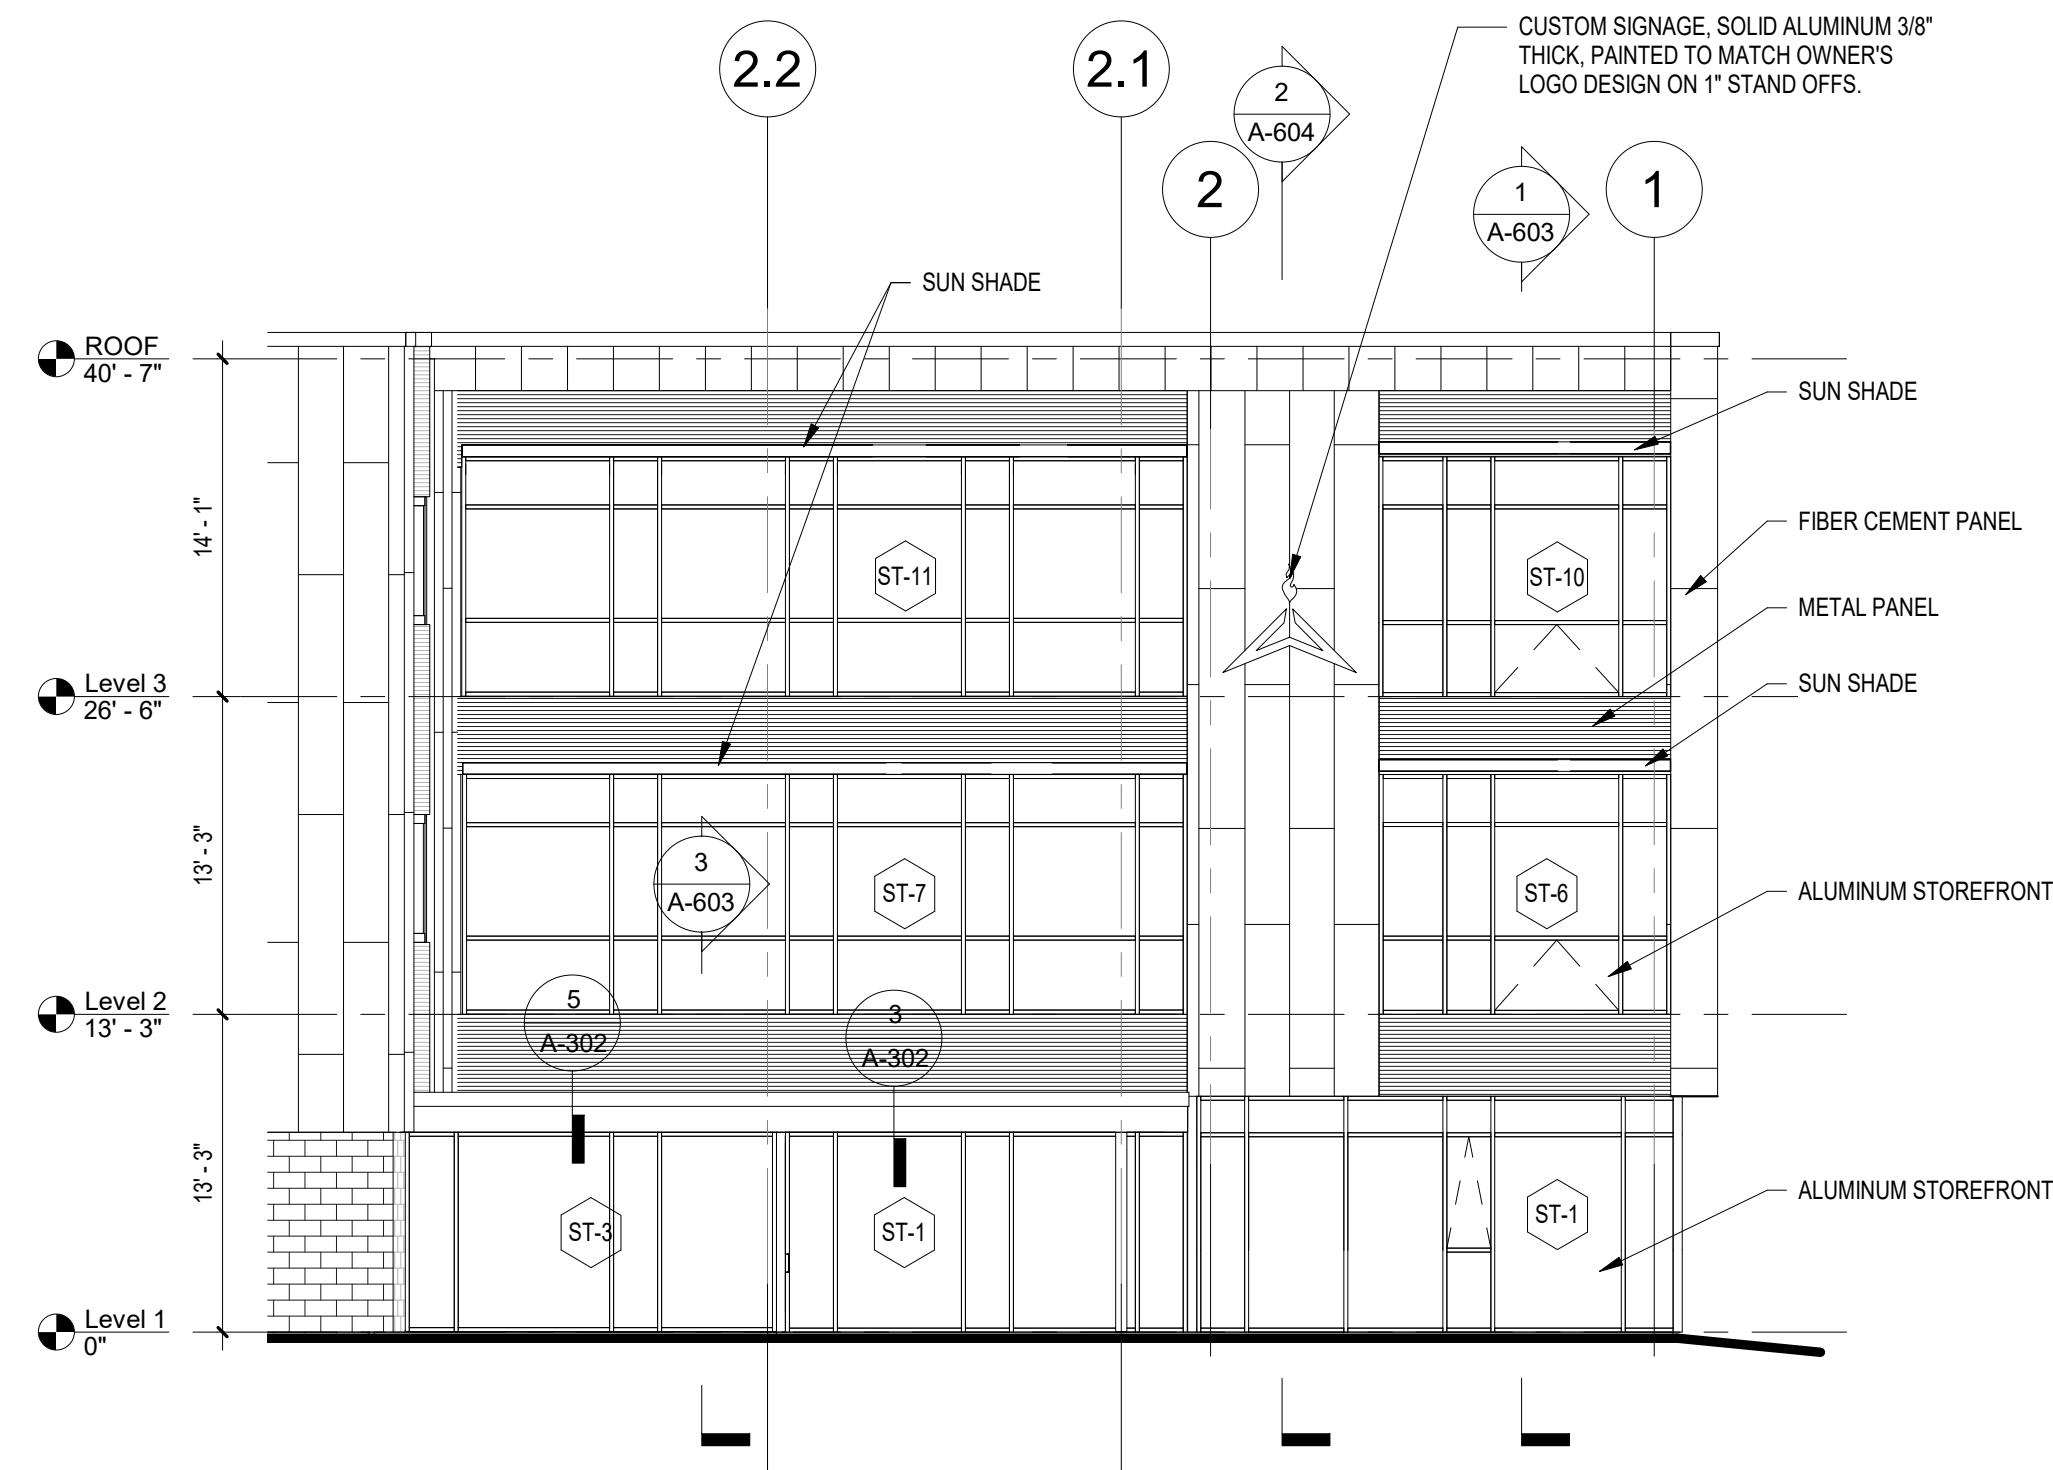 CUSTOM SIGNAGE, SOLID ALUMINUM 3/8"
THICK, PAINTED TO MATCH OWNER'S
LOGO DESIGN ON 1" STAND OFFS.
2.2
2.1
2
A-604
2
1
A-603
1
SUN SHADE
ROOF
40' - 7"
SUN SHADE
14' - 1"
FIBER CEMENT PANEL
ST-11
ST-10
METAL PANEL
Level 3
26' - 6"
SUN SHADE
13' - 3"
3
A-603
ST-7
ST-6
ALUMINUM STOREFRONT
Level 2
13' - 3"
5
A-302
3
A-302
13' - 3"
ALUMINUM STOREFRONT
ST-3
ST-1
ST-1
Level 1
0"